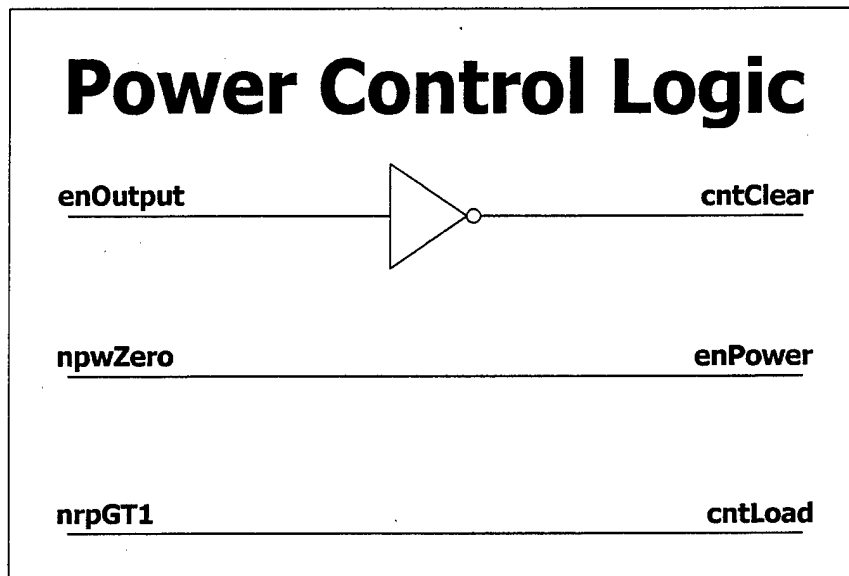 Power Control Logic
enOutput cntClear
npwZero enPower
nrpGT1 cntLoad